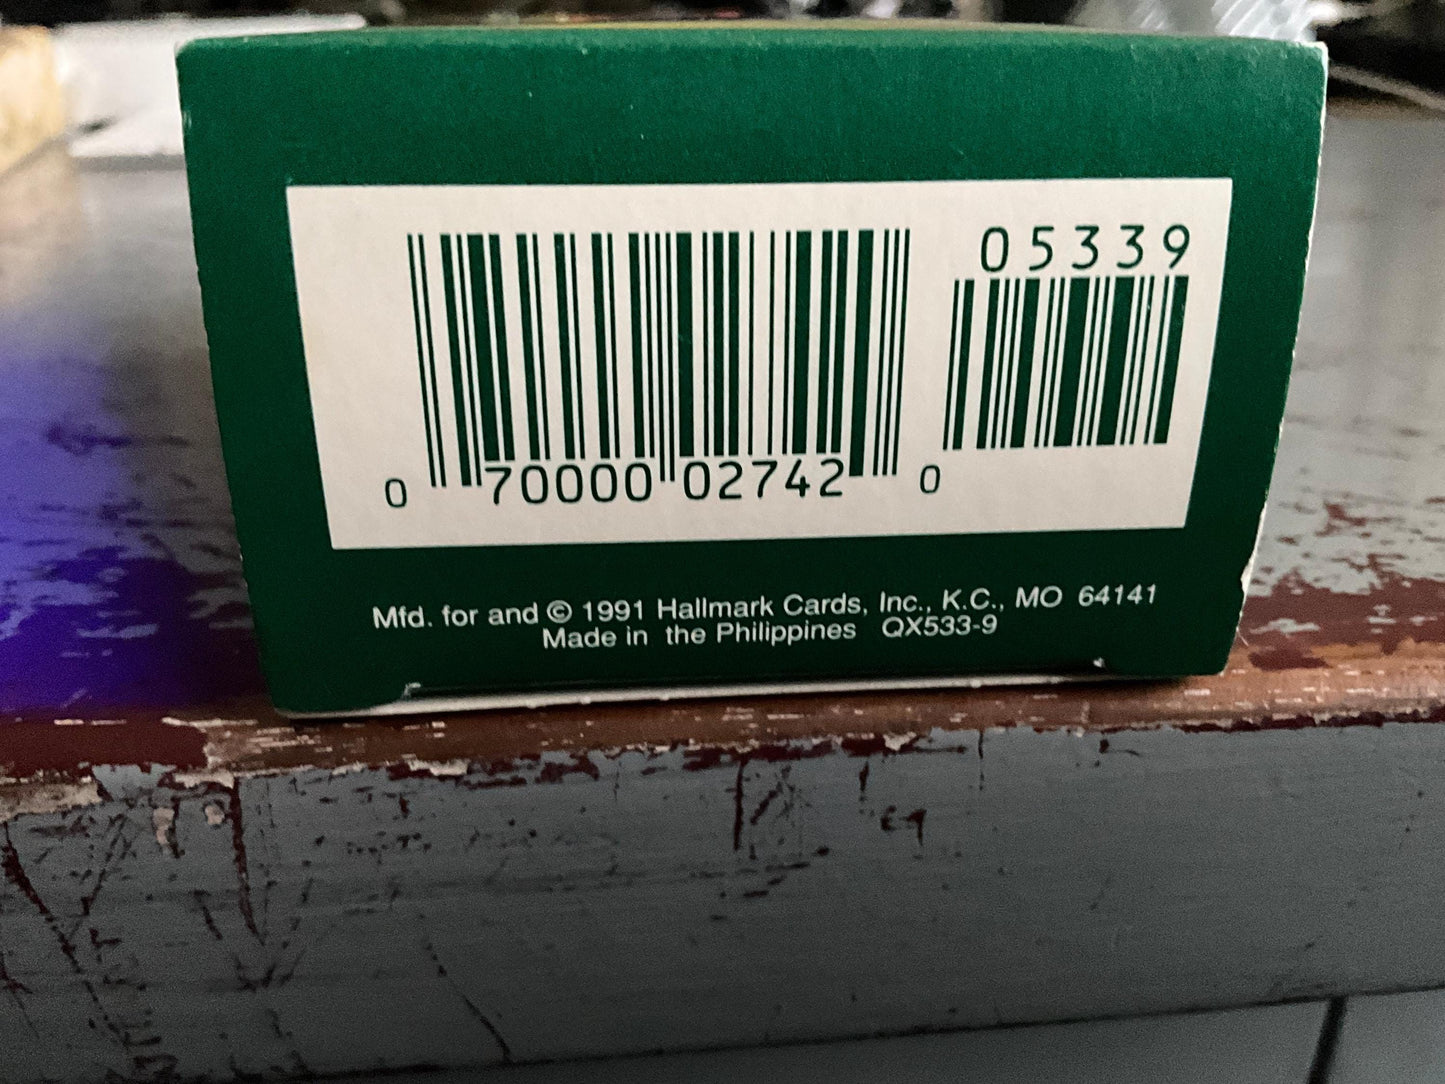 05339
0 70000 02742 0
Mfd. for and © 1991 Hallmark Cards, Inc., K.C., MO 64141
Made in the Philippines QX533-9